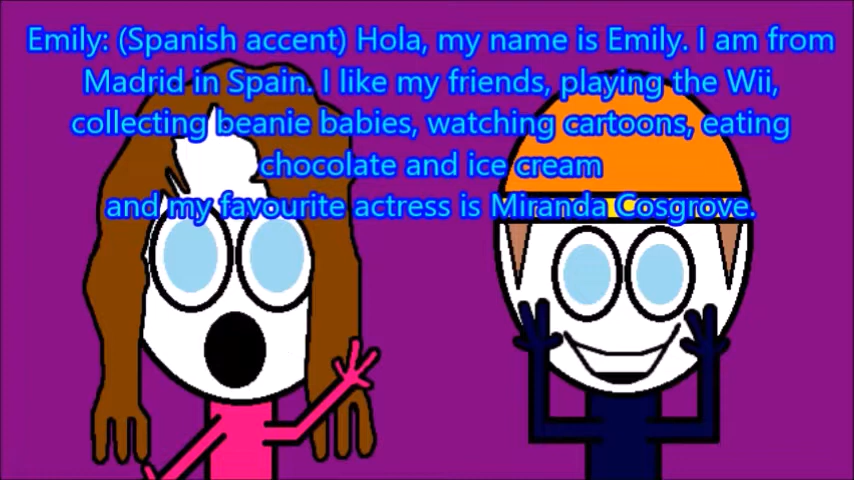 Emily: (Spanish accent) Hola, my name is Emily. I am from
Madrid in Spain. I like my friends, playing the Wii,
collecting beanie babies, watching cartoons, eating
chocolate and ice cream
and my favourite actress is Miranda Cosgrove.